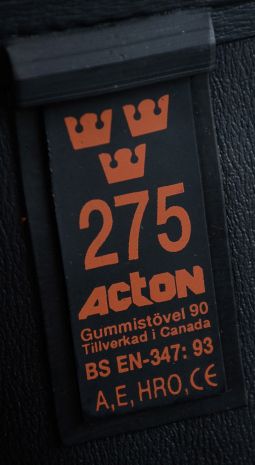 275
ACTON
Gummistövel 90
Tillverkad i Canada
BS EN-347: 93
A, E, HRO, CE